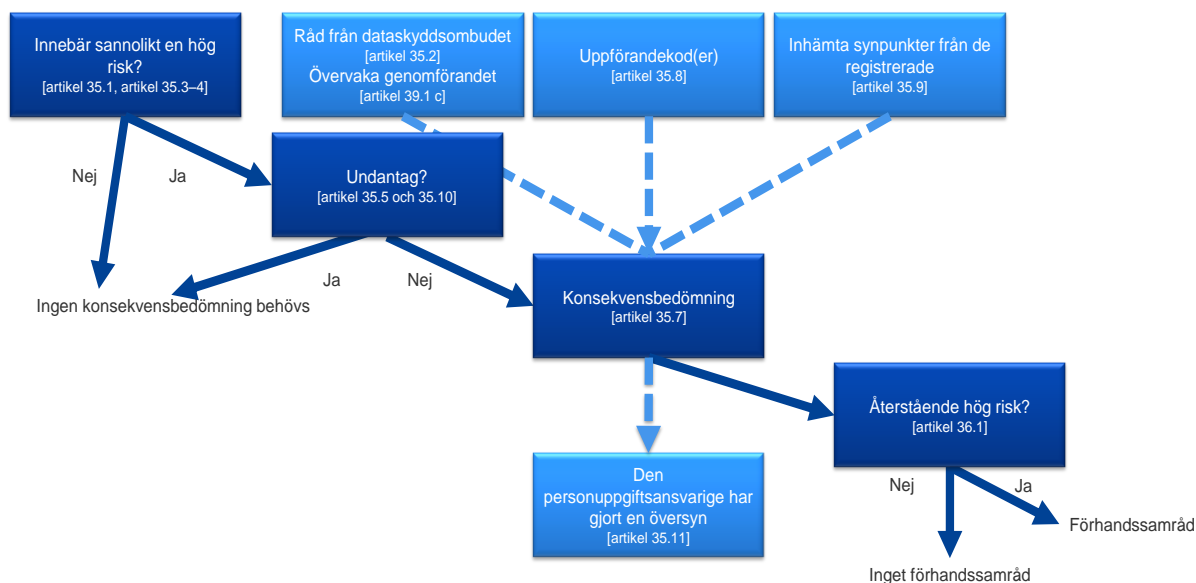 Innebär sannolikt en hög
risk?
[artikel 35.1, artikel 35.3–4]
Råd från dataskyddsombudet
[artikel 35.2]
Övervaka genomförandet
[artikel 39.1 c]
Uppförandekod(er)
[artikel 35.8]
Inhämta synpunkter från de
registrerade
[artikel 35.9]
Nej
Ja
Undantag?
[artikel 35.5 och 35.10]
Ja
Nej
Ingen konsekvensbedömning behövs
Konsekvensbedömning
[artikel 35.7]
Återstående hög risk?
[artikel 36.1]
Den
personuppgiftsansvarige har
gjort en översyn
[artikel 35.11]
Nej
Ja
Förhandssamråd
Inget förhandssamråd